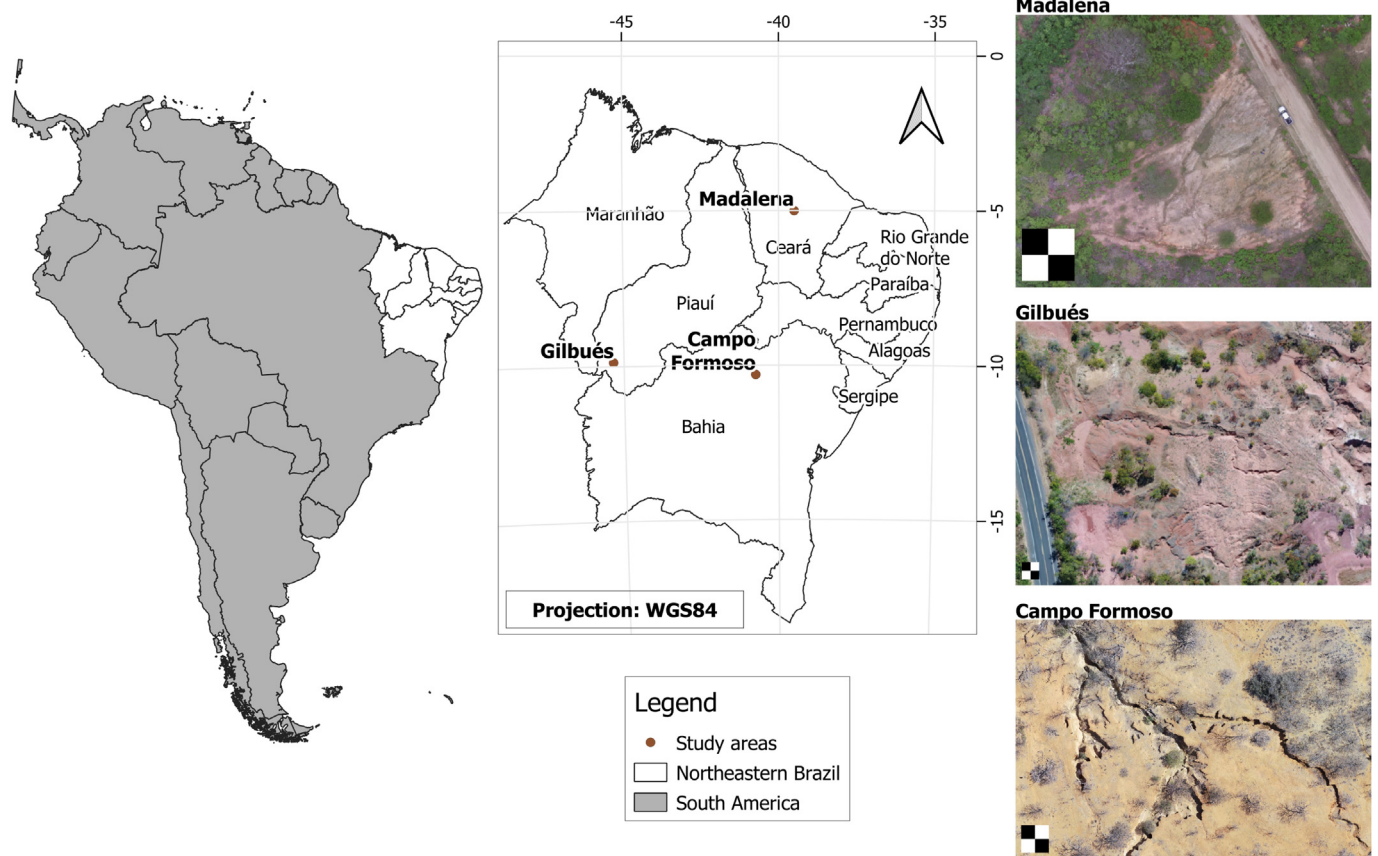 -45
-40
-35
0
-5
-10
-15
Maranhão
Madalena
Ceará
Rio Grande
do Norte
Paraíba
Piauí
Pernambuco
Alagoas
Gilbués
Campo
Formoso
Sergipe
Bahia
Projection: WGS84
Legend
Study areas
Northeastern Brazil
South America
Madalena
Gilbués
Campo Formoso